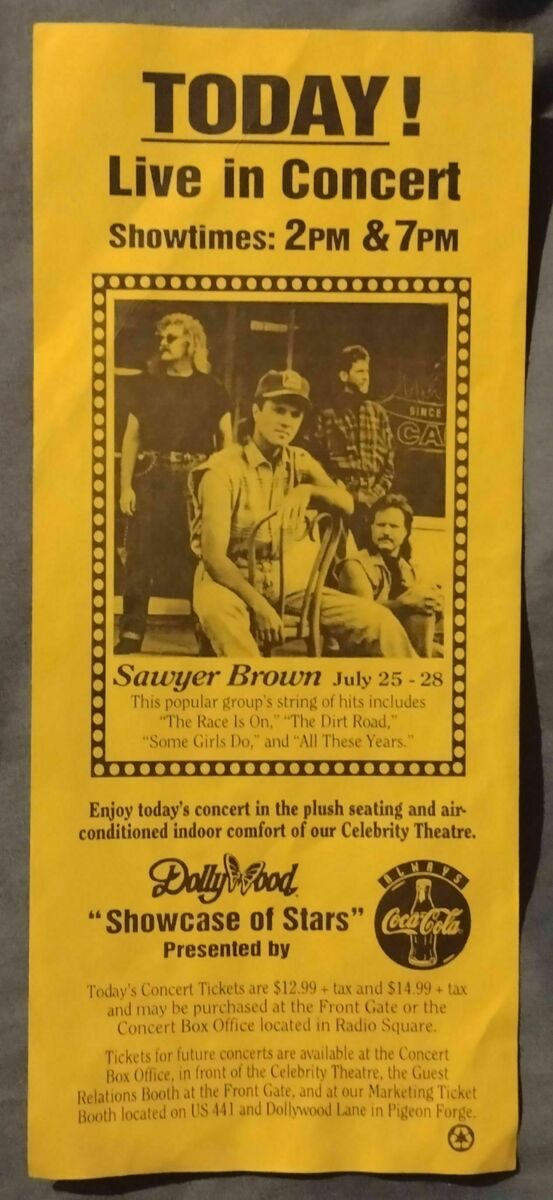 TODAY!
Live in Concert
Showtimes: 2PM & 7PM
SINCE
CA
Sawyer Brown July 25 - 28
This popular group's string of hits includes
"The Race Is On," "The Dirt Road,"
"Some Girls Do," and "All These Years."
Enjoy today's concert in the plush seating and air-
conditioned indoor comfort of our Celebrity Theatre.
DollyWood
"Showcase of Stars"
Presented by
ALWAYS
Coca-Cola
Today's Concert Tickets are $12.99 + tax and $14.99 + tax
and may be purchased at the Front Gate or the
Concert Box Office located in Radio Square.
Tickets for future concerts are available at the Concert
Box Office, in front of the Celebrity Theatre, the Guest
Relations Booth at the Front Gate, and at our Marketing Ticket
Booth located on US 441 and Dollywood Lane in Pigeon Forge.